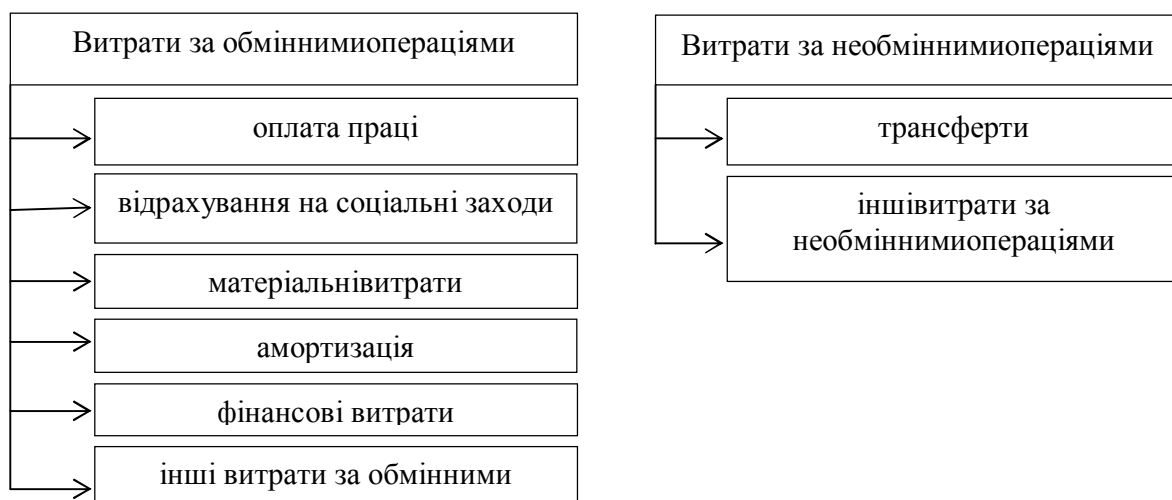 Витрати за обміннимиопераціями
оплата праці
відрахування на соціальні заходи
матеріальнівитрати
амортизація
фінансові витрати
інші витрати за обмінними
Витрати за необміннимиопераціями
трансферти
іншівитрати за
необміннимиопераціями